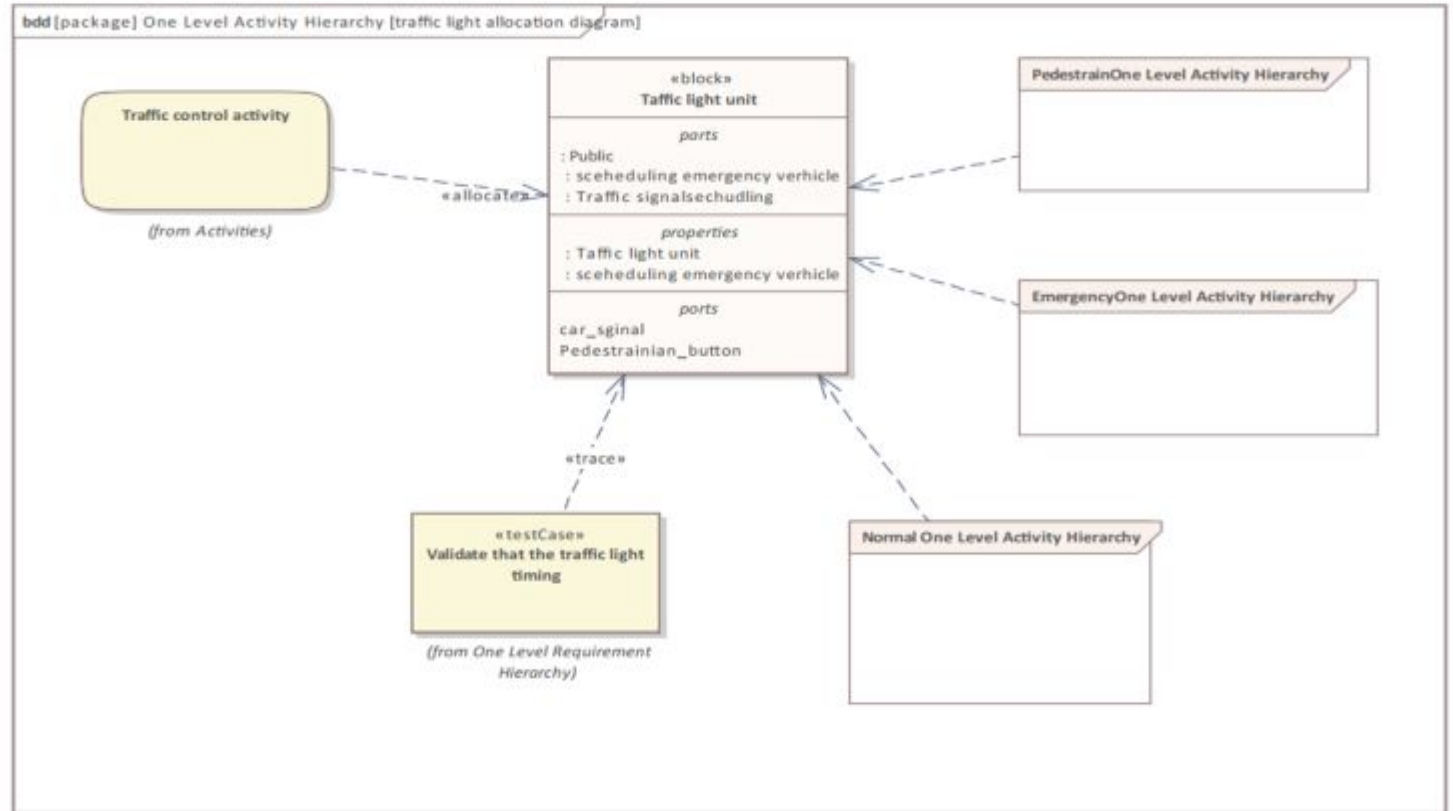 bdd [package] One Level Activity Hierarchy [traffic light allocation diagram]
Traffic control activity
(from Activities)
«allocate»
«block»
Taffic light unit
parts
: Public
: sceheduling emergency verhicle
: Traffic signalsechudling
properties
: Taffic light unit
: sceheduling emergency verhicle
ports
car_sginal
Pedestrainian_button
PedestrainOne Level Activity Hierarchy
EmergencyOne Level Activity Hierarchy
«trace»
«testCase»
Validate that the traffic light
timing
(from One Level Requirement
Hierarchy)
Normal One Level Activity Hierarchy